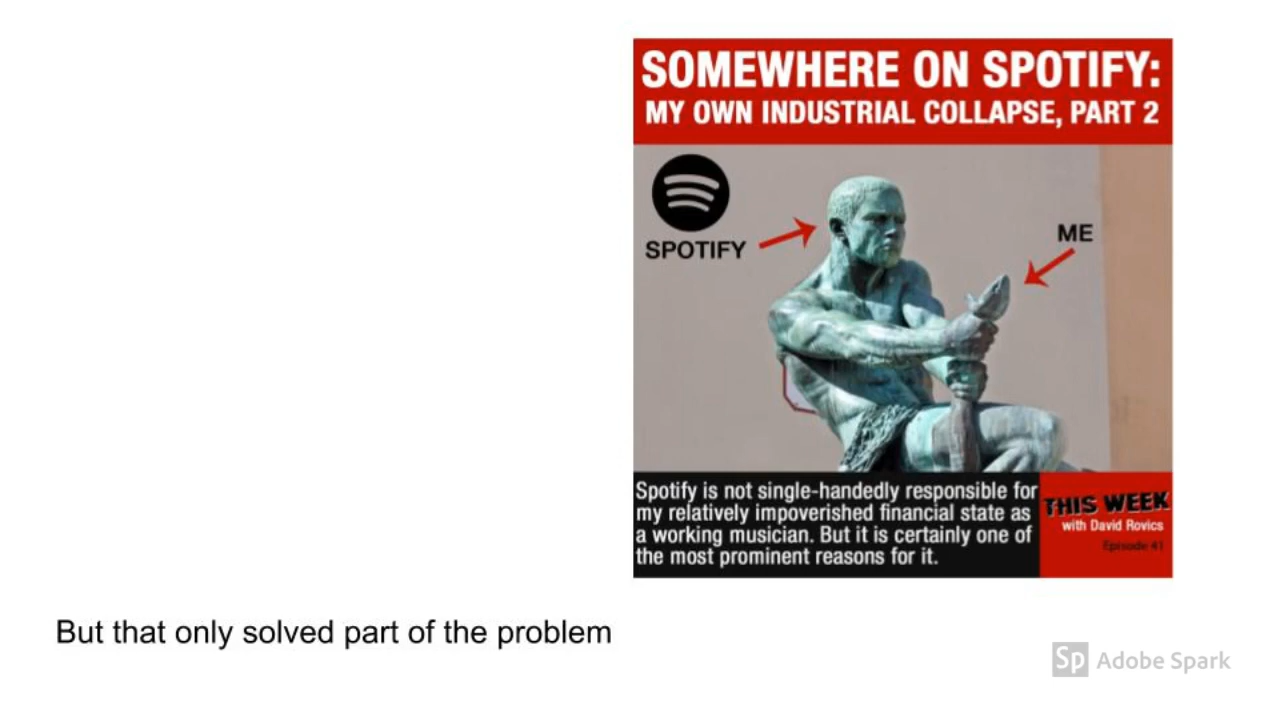 SOMEWHERE ON SPOTIFY:
MY OWN INDUSTRIAL COLLAPSE, PART 2
SPOTIFY
ME
Spotify is not single-handedly responsible for
my relatively impoverished financial state as
a working musician. But it is certainly one of
the most prominent reasons for it.
THIS WEEK
with David Rovics
Episode 41
But that only solved part of the problem
Sp Adobe Spark